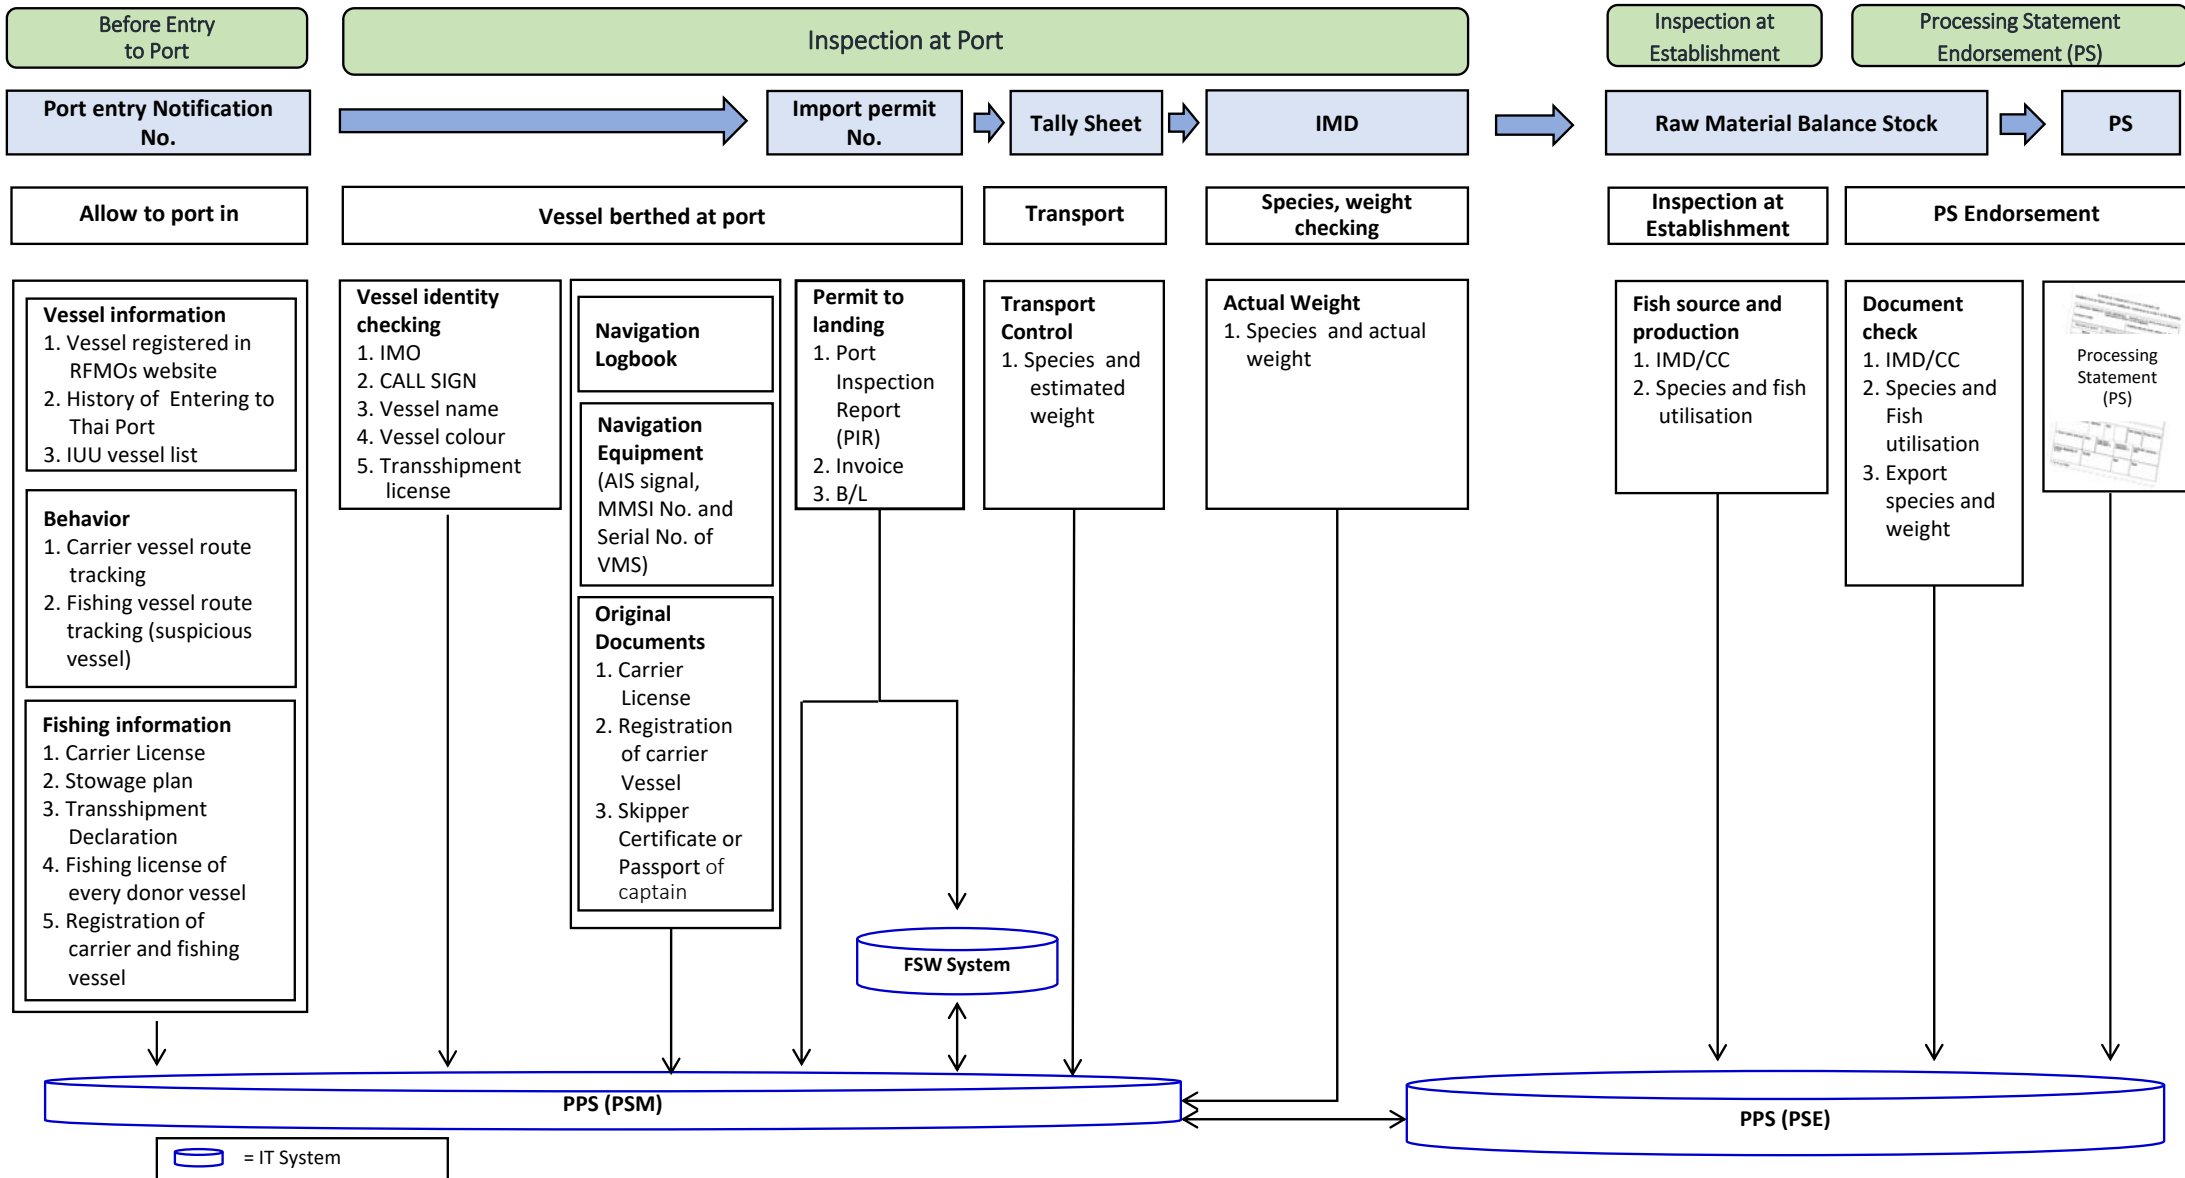 Before Entry
to Port
Inspection at Port
Inspection at
Establishment
Processing Statement
Endorsement (PS)
Port entry Notification
No.
Import permit
No.
Tally Sheet
IMD
Raw Material Balance Stock
PS
Allow to port in
Vessel berthed at port
Transport
Species, weight
checking
Inspection at
Establishment
PS Endorsement
Vessel information
1. Vessel registered in
RFMOs website
2. History of Entering to
Thai Port
3. IUU vessel list
Behavior
1. Carrier vessel route
tracking
2. Fishing vessel route
tracking (suspicious
vessel)
Fishing information
1. Carrier License
2. Stowage plan
3. Transshipment
Declaration
4. Fishing license of
every donor vessel
5. Registration of
carrier and fishing
vessel
Vessel identity
checking
1. IMO
2. CALL SIGN
3. Vessel name
4. Vessel colour
5. Transshipment
license
Navigation
Logbook
Navigation
Equipment
(AIS signal,
MMSI No. and
Serial No. of
VMS)
Original
Documents
1. Carrier
License
2. Registration
of carrier
Vessel
3. Skipper
Certificate or
Passport of
captain
Permit to
landing
1. Port
Inspection
Report
(PIR)
2. Invoice
3. B/L
Transport
Control
1. Species and
estimated
weight
Actual Weight
1. Species and actual
weight
Fish source and
production
1. IMD/CC
2. Species and fish
utilisation
Document
check
1. IMD/CC
2. Species and
Fish
utilisation
3. Export
species and
weight
Processing
Statement
(PS)
FSW System
PPS (PSM)
PPS (PSE)
= IT System